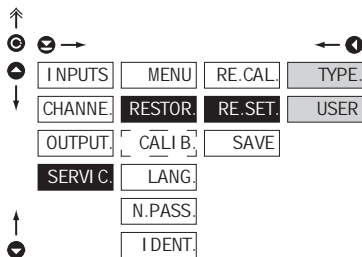 INPUTS MENU RE.CAL. TYPE.
CHANNE. RESTOR. RE.SET. USER
OUTPUT. CALIB. SAVE
SERVIC. LANG.
N.PASS.
IDENT.